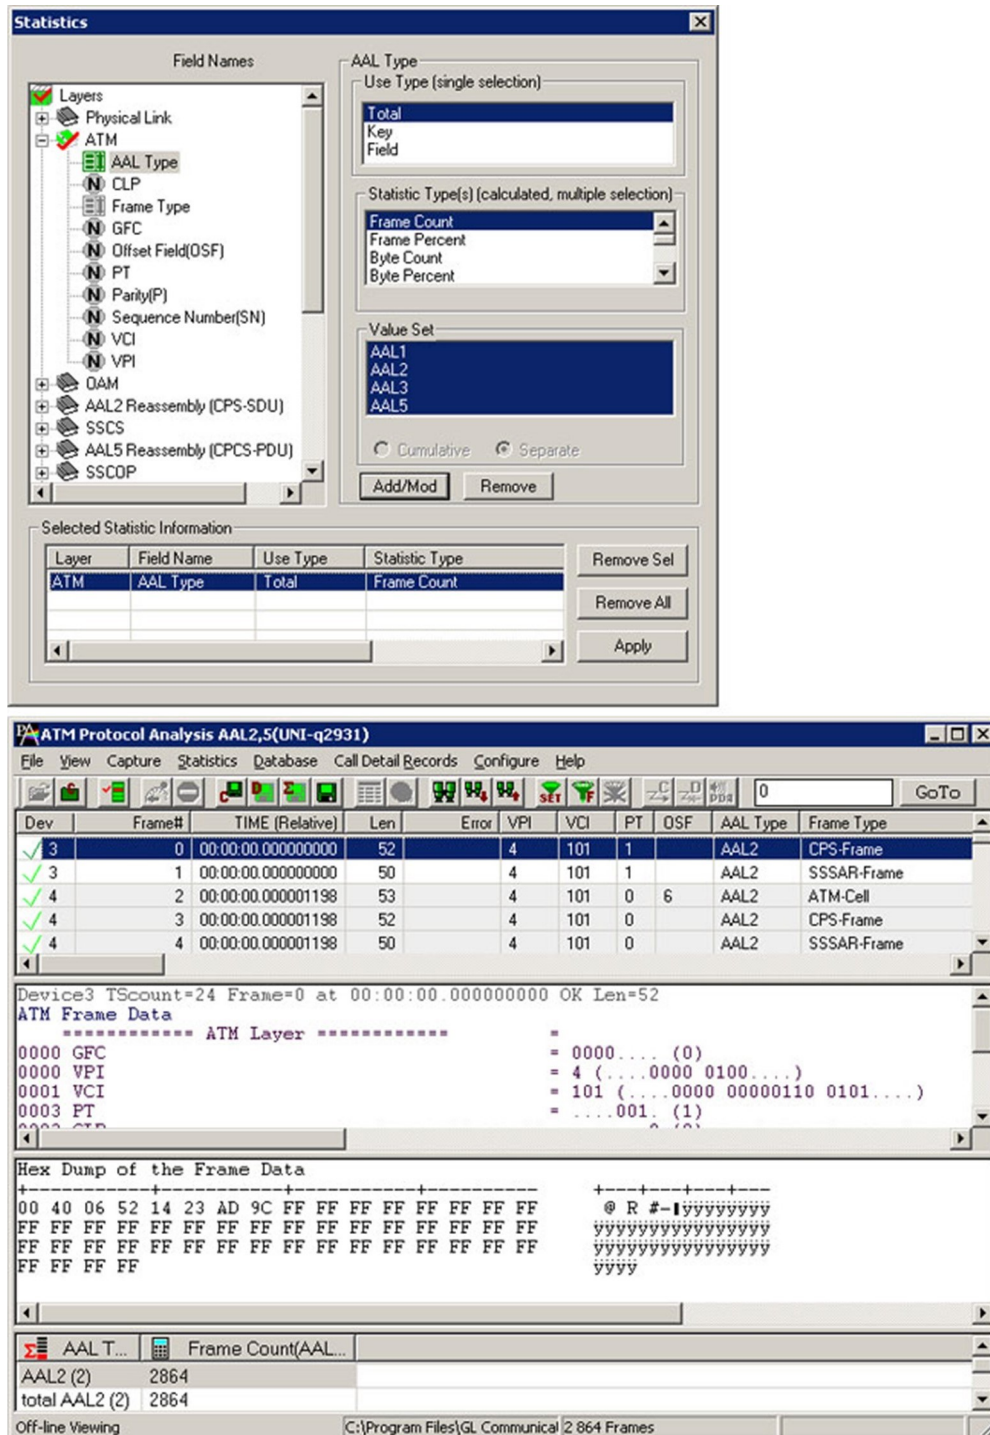 Statistics
Field Names
Layers
Physical Link
ATM
AAL Type
CLP
Frame Type
GFC
Offset Field(OSF)
PT
Parity(P)
Sequence Number(SN)
VCI
VPI
OAM
AAL2 Reassembly (CPS-SDU)
SSCS
AAL5 Reassembly (CPCS-PDU)
SSCOP
AAL Type
Use Type (single selection)
Total
Key
Field
Statistic Type(s) (calculated, multiple selection)
Frame Count
Frame Percent
Byte Count
Byte Percent
Value Set
AAL1
AAL2
AAL3
AAL5
Cumulative Separate
Add/Mod Remove
Selected Statistic Information
Layer Field Name Use Type Statistic Type
ATM AAL Type Total Frame Count
Remove Sel
Remove All
Apply
ATM Protocol Analysis AAL2,5(UNI-q2931)
File View Capture Statistics Database Call Detail Records Configure Help
0 GoTo
Dev Frame# TIME (Relative) Len Error VPI VCI PT OSF AAL Type Frame Type
3 0 00:00:00.000000000 52 4 101 1 AAL2 CPS-Frame
3 1 00:00:00.000000000 50 4 101 1 AAL2 SSSAR-Frame
4 2 00:00:00.000001198 53 4 101 0 6 AAL2 ATM-Cell
4 3 00:00:00.000001198 52 4 101 0 AAL2 CPS-Frame
4 4 00:00:00.000001198 50 4 101 0 AAL2 SSSAR-Frame
Device3 TScount=24 Frame=0 at 00:00:00.000000000 OK Len=52
ATM Frame Data
============ ATM Layer ============ =
0000 GFC = 0000.... (0)
0000 VPI = 4 (....0000 0100....)
0001 VCI = 101 (....0000 00000110 0101....)
0003 PT = ....001. (1)
Hex Dump of the Frame Data
+-----------+-----------+-----------+---------- +---+---+---+---
00 40 06 52 14 23 AD 9C FF FF FF FF FF FF FF FF @ R #-▮ÿÿÿÿÿÿÿÿ
FF FF FF FF FF FF FF FF FF FF FF FF FF FF FF FF ÿÿÿÿÿÿÿÿÿÿÿÿÿÿÿÿ
FF FF FF FF FF FF FF FF FF FF FF FF FF FF FF FF ÿÿÿÿÿÿÿÿÿÿÿÿÿÿÿÿ
FF FF FF FF ÿÿÿÿ
AAL T... Frame Count(AAL...
AAL2 (2) 2864
total AAL2 (2) 2864
Off-line Viewing C:\Program Files\GL Communical 2 864 Frames